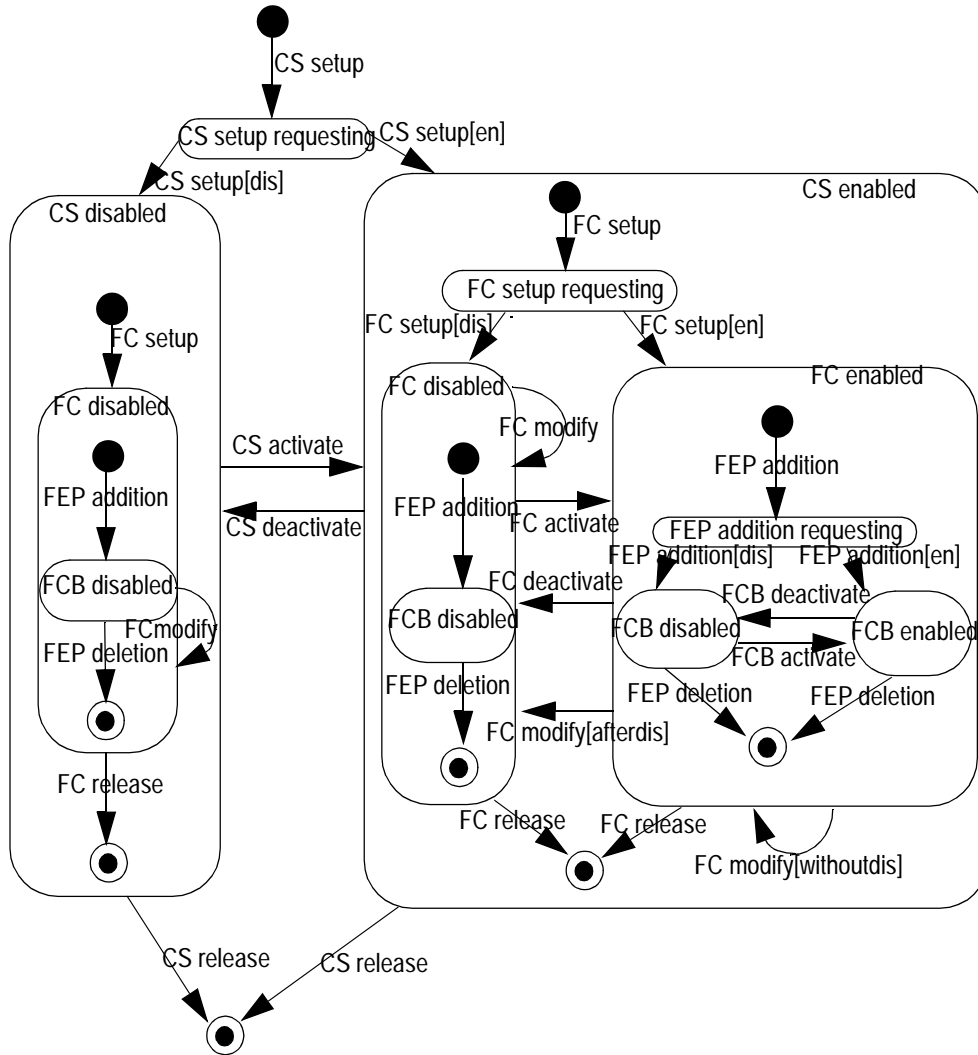 CS setup
CS setup requesting
CS setup[en]
CS setup[dis]
CS disabled
CS enabled
FC setup
FC setup requesting
FC setup[dis]
FC setup[en]
FC setup
FC disabled
FC enabled
FC disabled
FC modify
CS activate
FEP addition
FEP addition
FEP addition
CS deactivate
FC activate
FEP addition requesting
FEP addition[dis]
FEP addition[en]
FCB disabled
FC deactivate
FCB deactivate
FCB disabled
FCB disabled
FCB enabled
FCmodify
FEP deletion
FCB activate
FEP deletion
FEP deletion
FEP deletion
FC modify[afterdis]
FC release
FC release
FC release
FC modify[withoutdis]
CS release
CS release